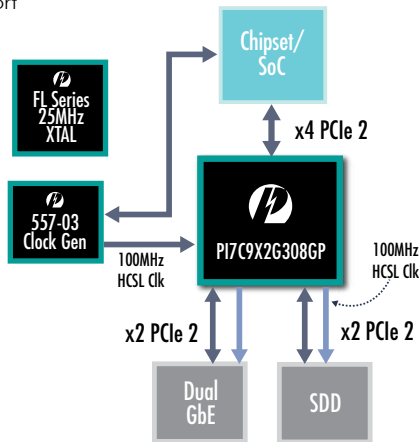 ort
Chipset/
SoC
FL Series
25MHz
XTAL
x4 PCIe 2
557-03
Clock Gen
100MHz
HCSL Clk
PI7C9X2G308GP
100MHz
HCSL Clk
x2 PCIe 2
x2 PCIe 2
Dual
GbE
SDD